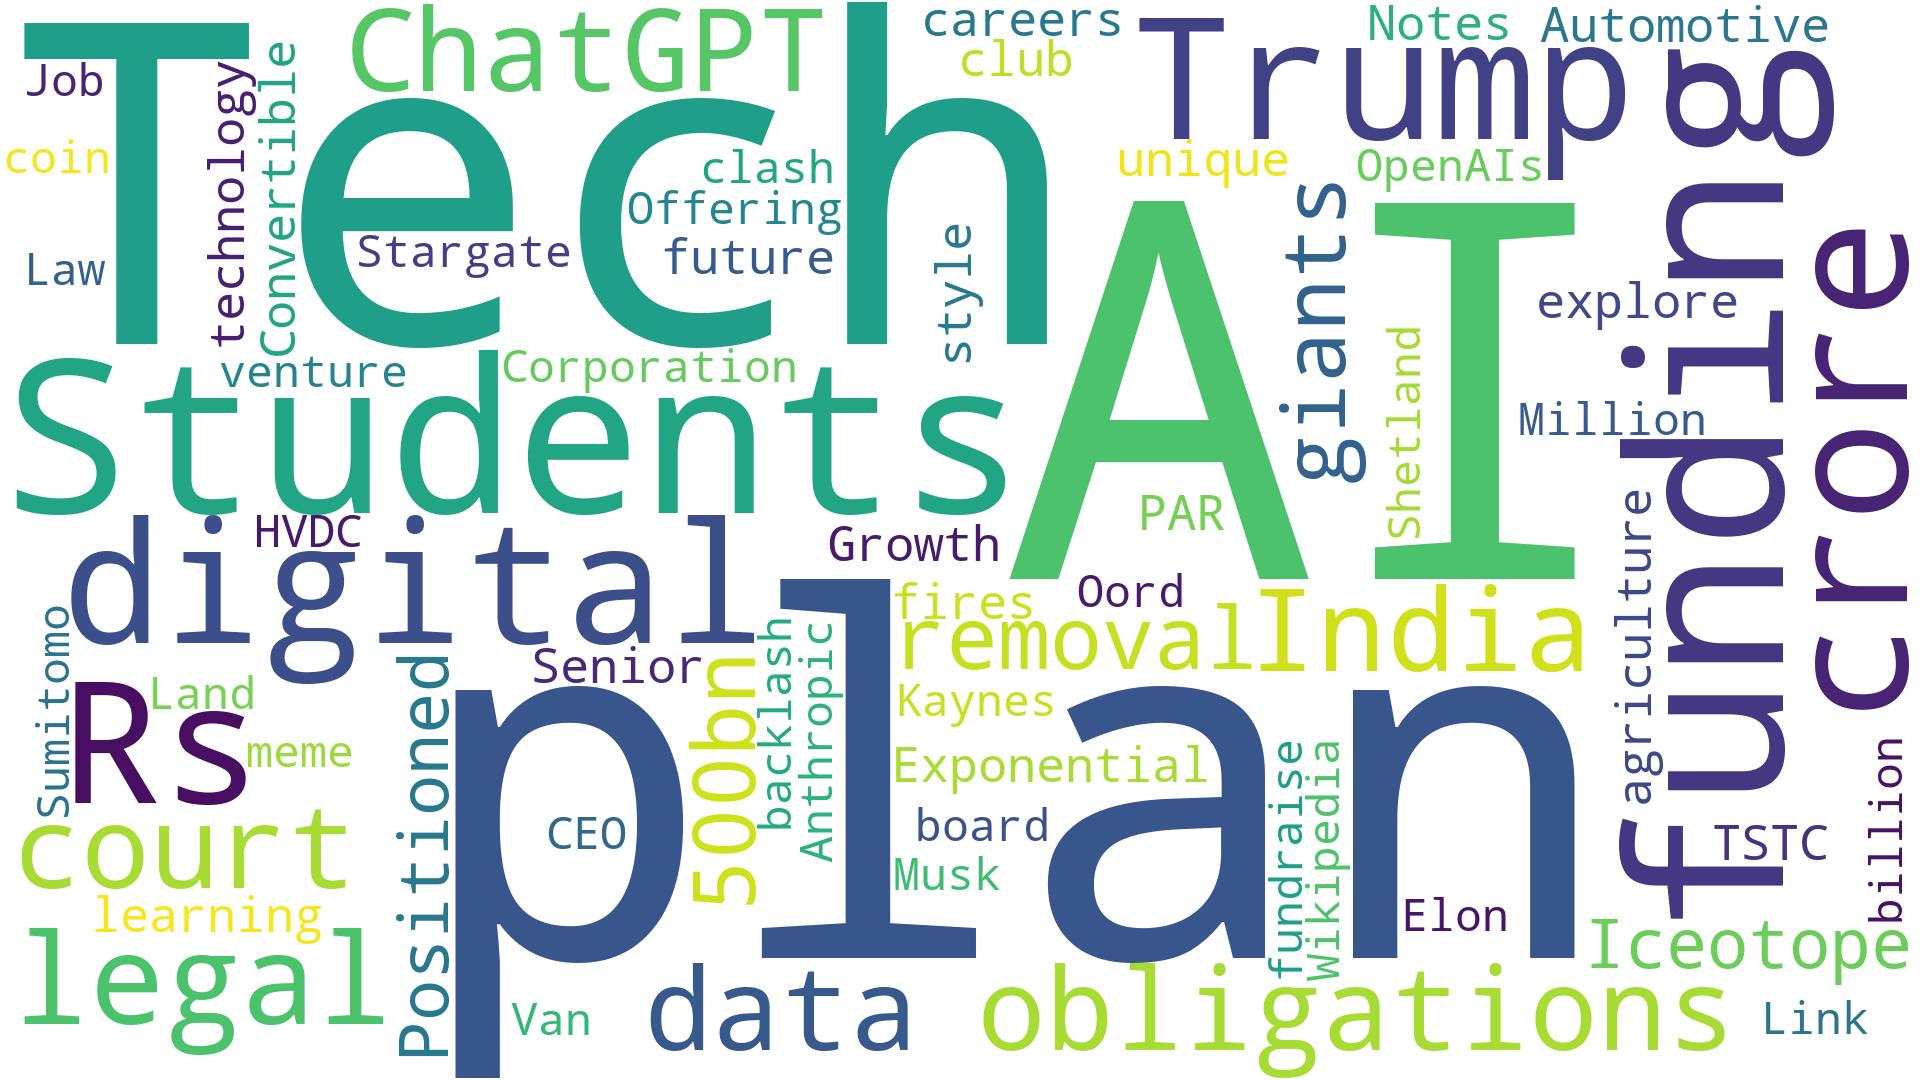 Tech
ChatGPT
careers
club
Trump
Notes
Automotive
Job
coin
technology
Convertible
clash
Offering
unique
OpenAIs
funding
crore
Law
Stargate
future
style
AI
giants
Shetland
explore
venture
Corporation
Students
Million
PAR
HVDC
digital
Growth
Oord
fires
removal
India
agriculture
Sumitomo
Senior
Land
Rs
meme
Positioned
plan
500bn
backlash
Anthropic
Kaynes
Exponential
CEO
board
Musk
fundraise
Wikipedia
TSTC
billion
court
learning
Elon
legal
Iceotope
Van
data
obligations
Link